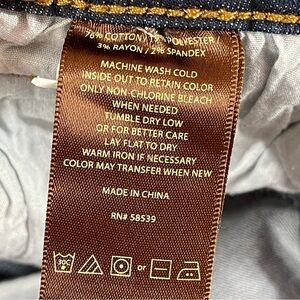 76% COTTON / 19% POLYESTER
3% RAYON / 2% SPANDEX
MACHINE WASH COLD
INSIDE OUT TO RETAIN COLOR
ONLY NON-CHLORINE BLEACH
WHEN NEEDED
TUMBLE DRY LOW
OR FOR BETTER CARE
LAY FLAT TO DRY
WARM IRON IF NECESSARY
COLOR MAY TRANSFER WHEN NEW
MADE IN CHINA
RN# 58539
30C or